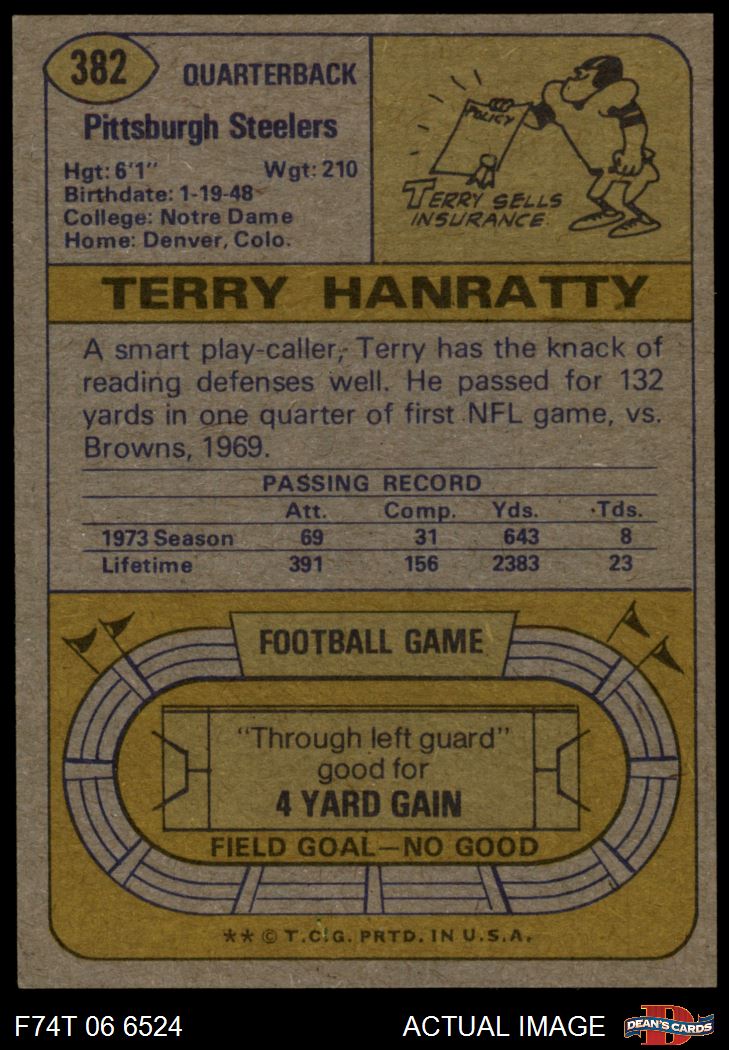 382
QUARTERBACK
Pittsburgh Steelers
Hgt: 6'1" Wgt: 210
Birthdate: 1-19-48
College: Notre Dame
Home: Denver, Colo.
POLICY
TERRY SELLS
INSURANCE.
TERRY HANRATTY
A smart play-caller, Terry has the knack of
reading defenses well. He passed for 132
yards in one quarter of first NFL game, vs.
Browns, 1969.
PASSING RECORD
Att. Comp. Yds. Tds.
1973 Season 69 31 643 8
Lifetime 391 156 2383 23
FOOTBALL GAME
"Through left guard"
good for
4 YARD GAIN
FIELD GOAL—NO GOOD
** © T.C.G. PRTD. IN U.S.A.
F74T 06 6524 ACTUAL IMAGE
D
DEAN'S CARDS